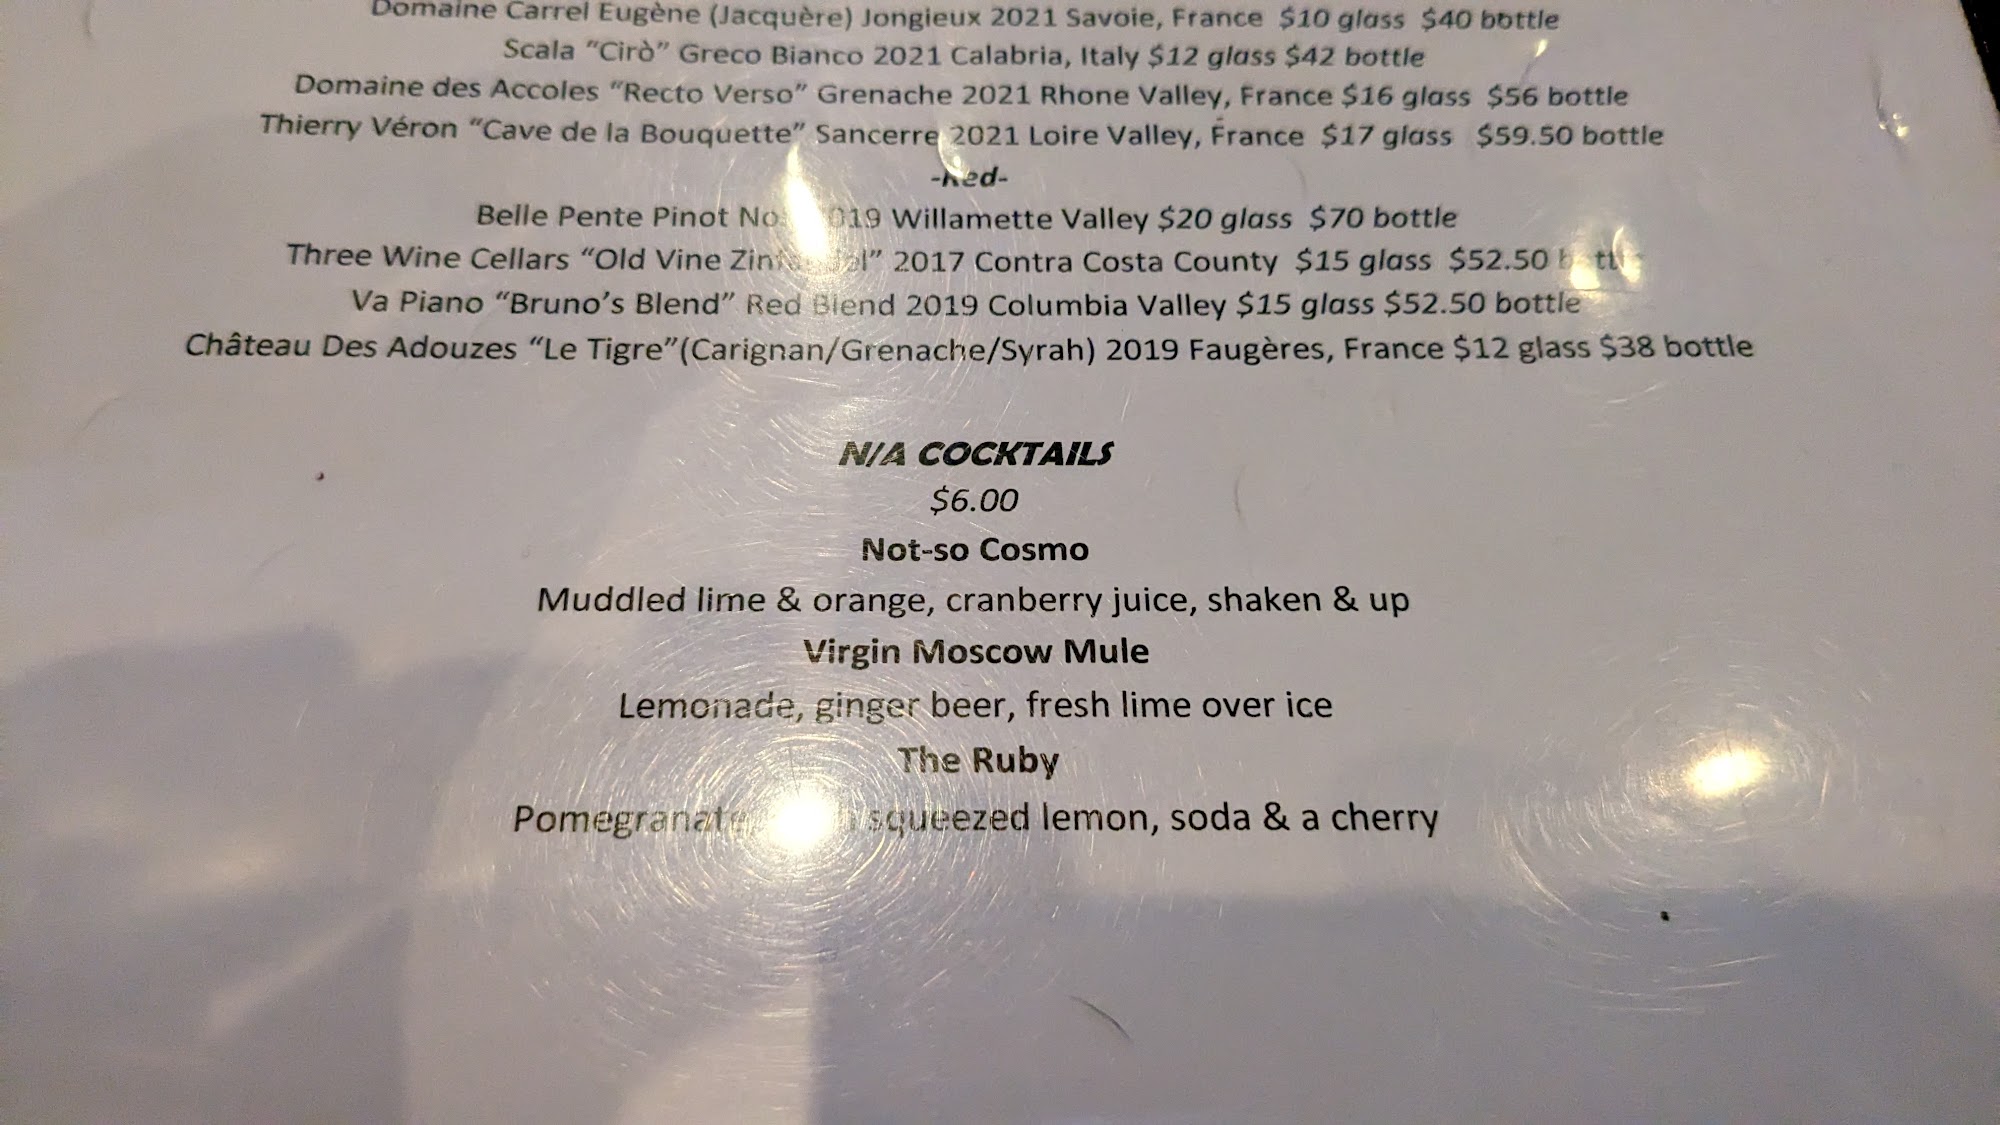 Domaine Carrel Eugène (Jacquère) Jongieux 2021 Savoie, France $10 glass $40 bottle
Scala “Cirò” Greco Bianco 2021 Calabria, Italy $12 glass $42 bottle
Domaine des Accoles “Recto Verso” Grenache 2021 Rhone Valley, France $16 glass $56 bottle
Thierry Véron “Cave de la Bouquette” Sancerre 2021 Loire Valley, France $17 glass $59.50 bottle
-Red-
Belle Pente Pinot 2019 Willamette Valley $20 glass $70 bottle
Three Wine Cellars “Old Vine Zinfandel” 2017 Contra Costa County $15 glass $52.50 bottle
Va Piano “Bruno’s Blend” Red Blend 2019 Columbia Valley $15 glass $52.50 bottle
Château Des Adouzes “Le Tigre”(Carignan/Grenache/Syrah) 2019 Faugères, France $12 glass $38 bottle
N/A COCKTAILS
$6.00
Not-so Cosmo
Muddled lime & orange, cranberry juice, shaken & up
Virgin Moscow Mule
Lemonade, ginger beer, fresh lime over ice
The Ruby
Pomegranate squeezed lemon, soda & a cherry